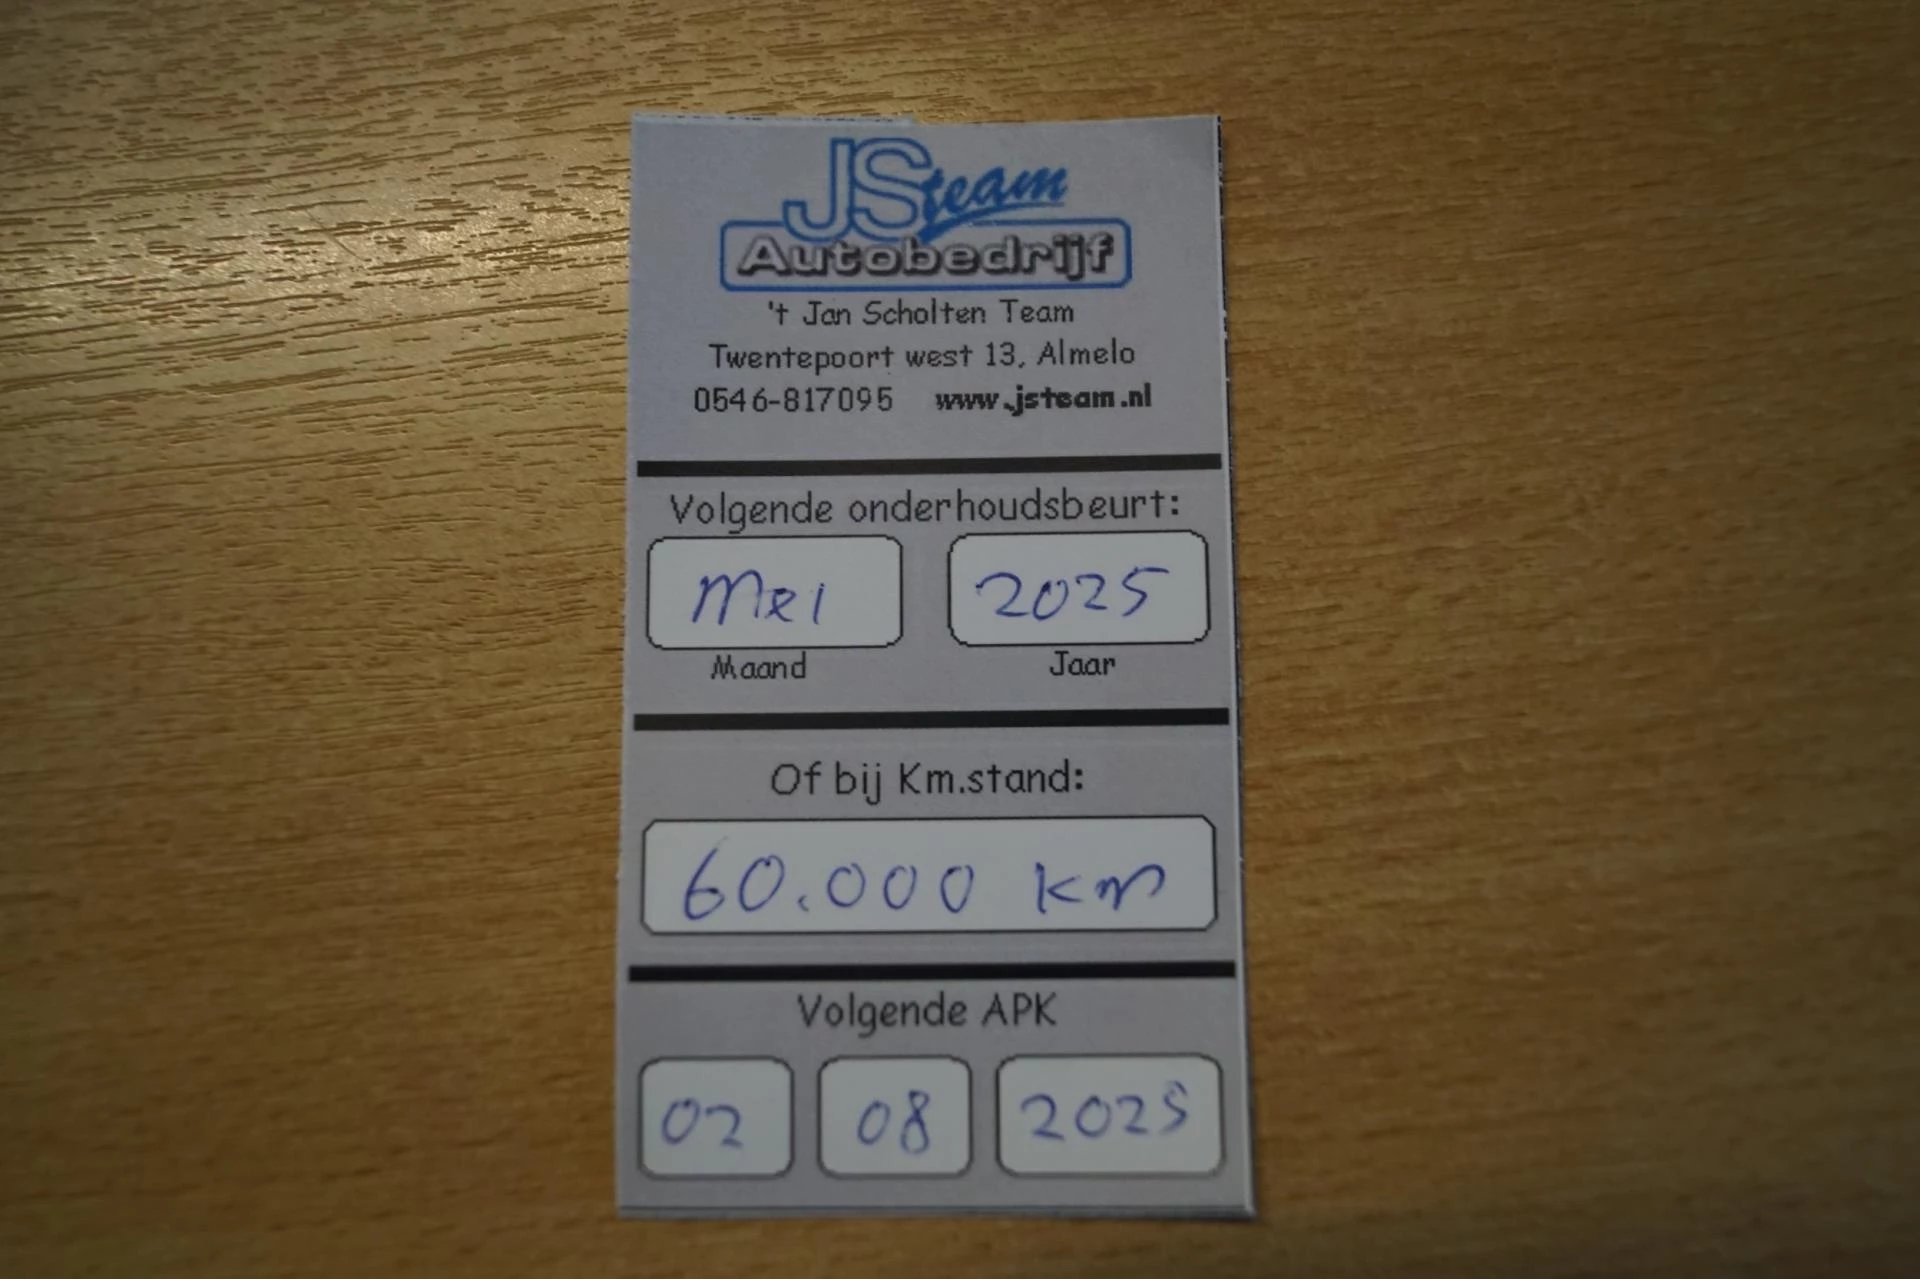 JSteam
Autobedrijf
't Jan Scholten Team
Twentepoort west 13, Almelo
0546-817095 www.jsteam.nl
Volgende onderhoudsbeurt:
Mei 2025
Maand Jaar
Of bij Km.stand:
60.000 km
Volgende APK
02 08 2025